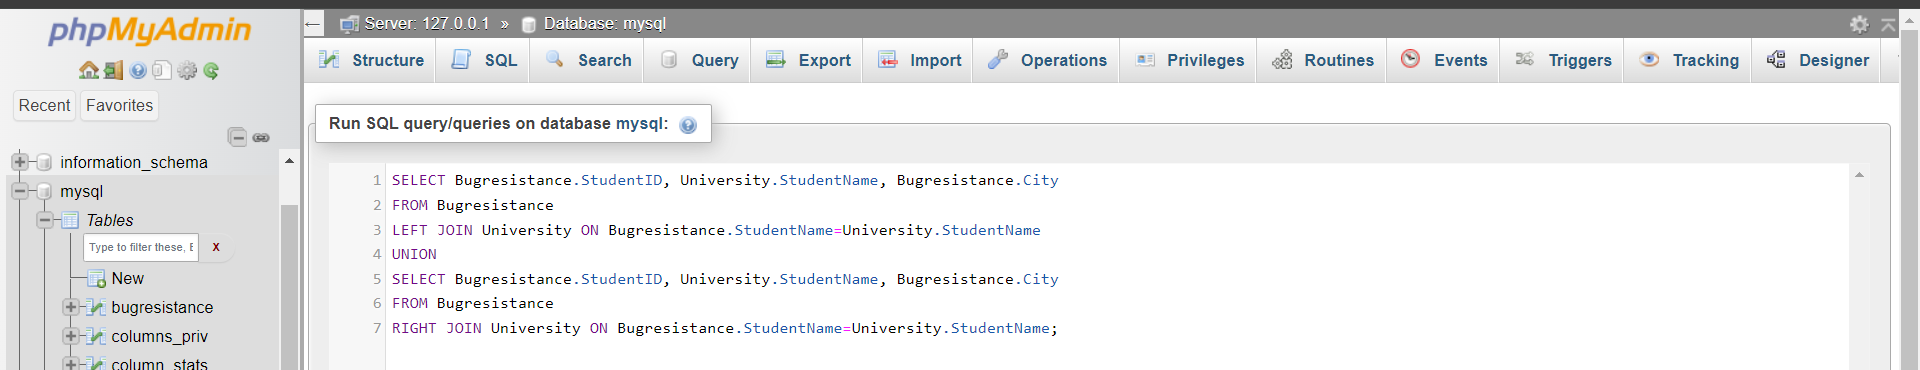 phpMyAdmin
Recent Favorites
information_schema
mysql
Tables
Type to filter these, E X
New
bugresistance
columns_priv
column_stats
← Server: 127.0.0.1 » Database: mysql
Structure SQL Search Query Export Import Operations Privileges Routines Events Triggers Tracking Designer
Run SQL query/queries on database mysql:
1 SELECT Bugresistance.StudentID, University.StudentName, Bugresistance.City
2 FROM Bugresistance
3 LEFT JOIN University ON Bugresistance.StudentName=University.StudentName
4 UNION
5 SELECT Bugresistance.StudentID, University.StudentName, Bugresistance.City
6 FROM Bugresistance
7 RIGHT JOIN University ON Bugresistance.StudentName=University.StudentName;